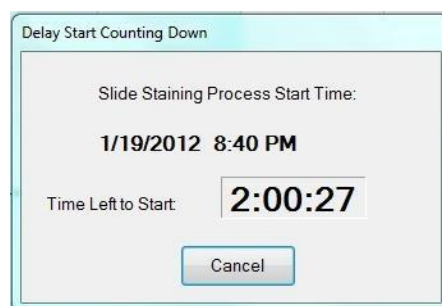 Delay Start Counting Down
Slide Staining Process Start Time:
1/19/2012 8:40 PM
Time Left to Start:
2:00:27
Cancel